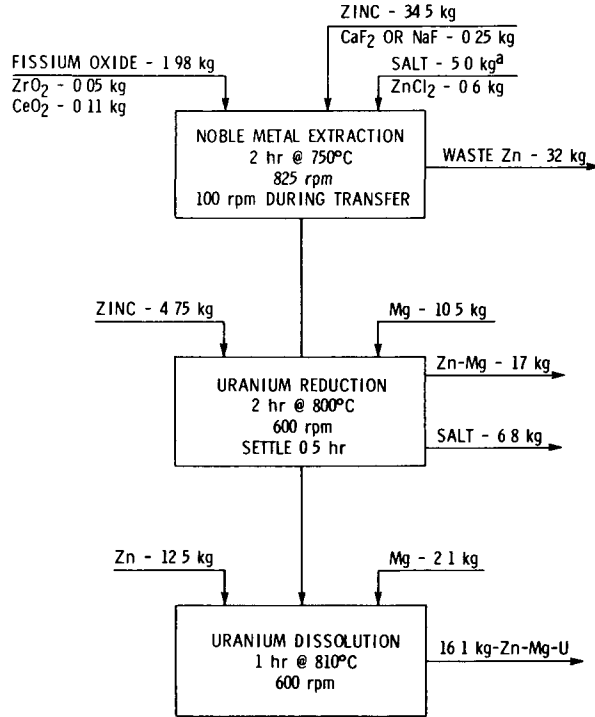 ZINC - 34 5 kg
CaF2 OR NaF - 0 25 kg
FISSIUM OXIDE - 1 98 kg
ZrO2 - 0 05 kg
CeO2 - 0 11 kg
SALT - 5 0 kga
ZnCl2 - 0 6 kg
NOBLE METAL EXTRACTION
2 hr @ 750°C
825 rpm
100 rpm DURING TRANSFER
WASTE Zn - 32 kg
ZINC - 4 75 kg
Mg - 10 5 kg
URANIUM REDUCTION
2 hr @ 800°C
600 rpm
SETTLE 0 5 hr
Zn-Mg - 17 kg
SALT - 6 8 kg
Zn - 12 5 kg
Mg - 2 1 kg
URANIUM DISSOLUTION
1 hr @ 810°C
600 rpm
16 1 kg-Zn-Mg-U